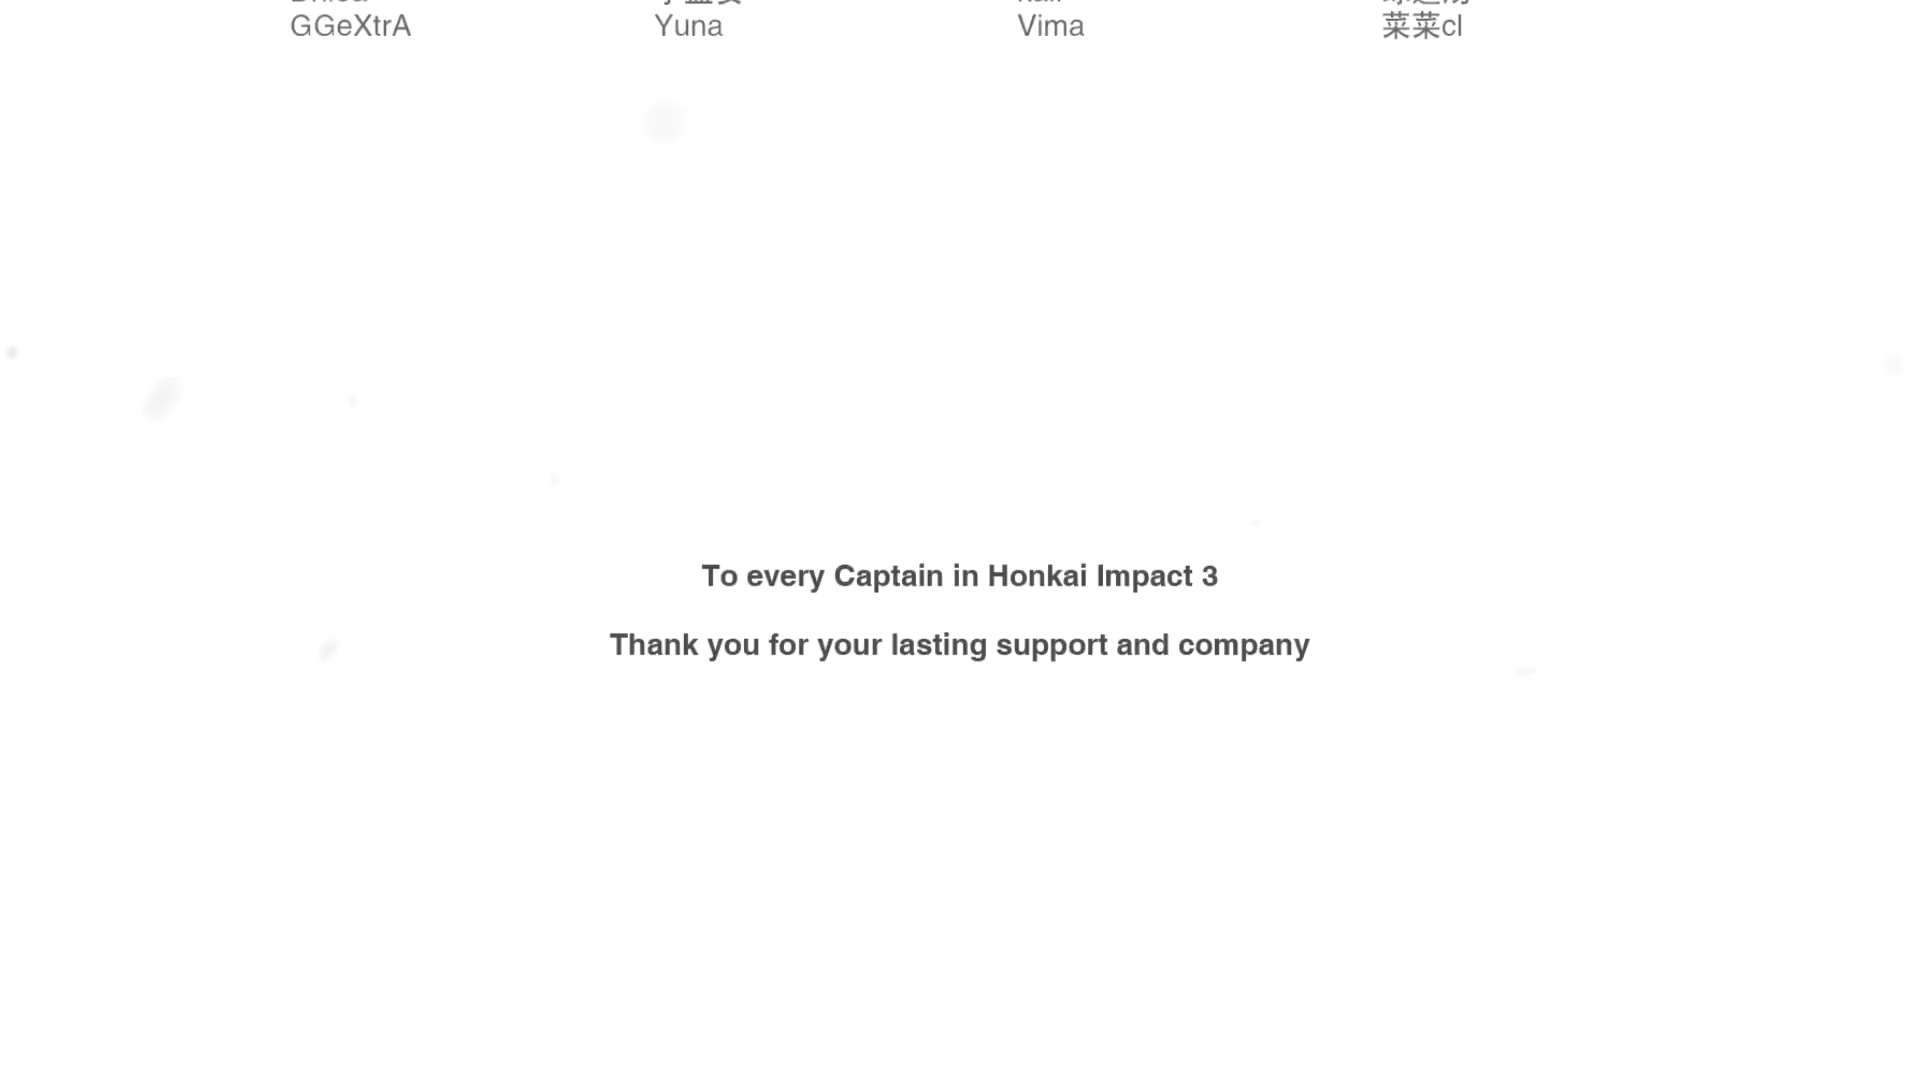 GGeXtrA Yuna Vima 菜菜cl
To every Captain in Honkai Impact 3
Thank you for your lasting support and company